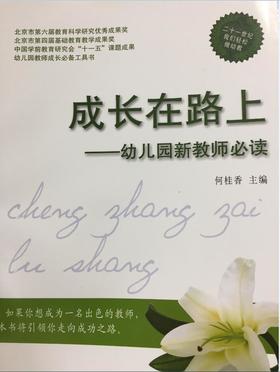 北京市第六届教育科学研究优秀成果奖
北京市第四届基础教育教学成果奖
中国学前教育研究会“十一五”课题成果
幼儿园教师成长必备工具书
二十一世纪
我们轻松
做幼教
成长在路上
——幼儿园新教师必读
何桂香 主编
cheng zhang zai
lu shang
如果你想成为一名出色的教师,
本书将引领你走向成功之路。